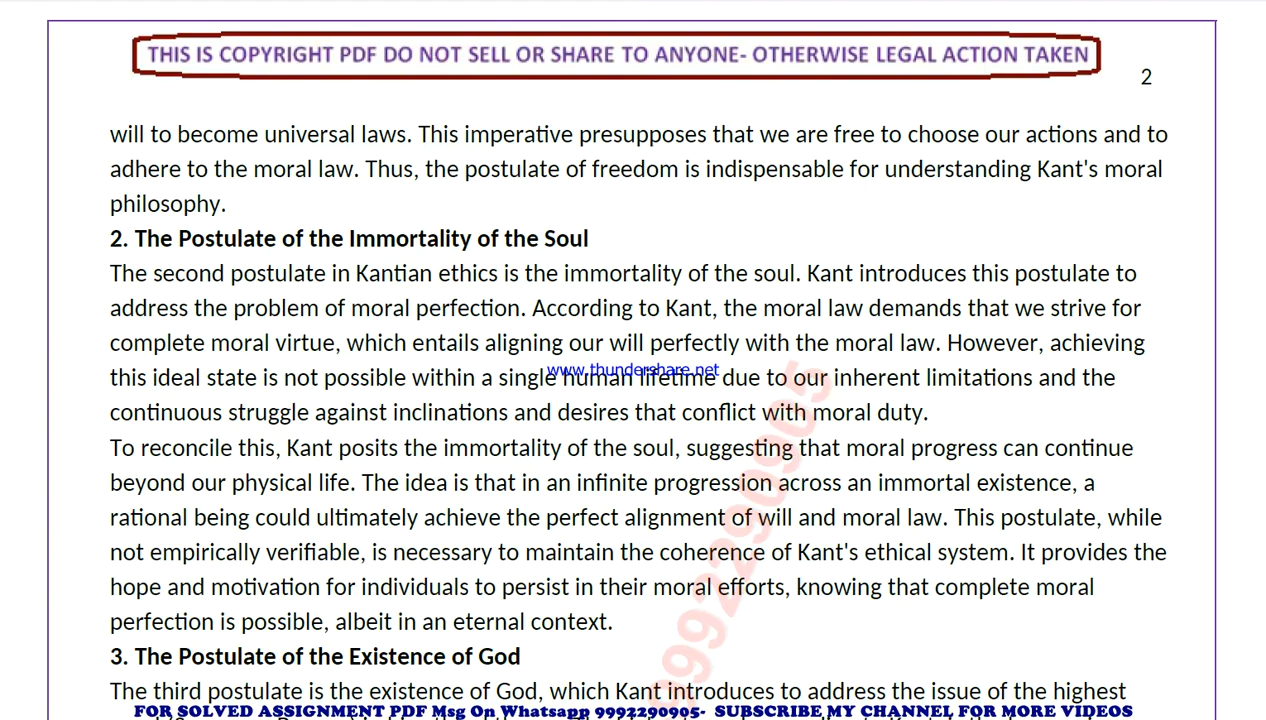 THIS IS COPYRIGHT PDF DO NOT SELL OR SHARE TO ANYONE- OTHERWISE LEGAL ACTION TAKEN
2
will to become universal laws. This imperative presupposes that we are free to choose our actions and to
adhere to the moral law. Thus, the postulate of freedom is indispensable for understanding Kant's moral
philosophy.
2. The Postulate of the Immortality of the Soul
The second postulate in Kantian ethics is the immortality of the soul. Kant introduces this postulate to
address the problem of moral perfection. According to Kant, the moral law demands that we strive for
complete moral virtue, which entails aligning our will perfectly with the moral law. However, achieving
www.thundershare.net
this ideal state is not possible within a single human lifetime due to our inherent limitations and the
continuous struggle against inclinations and desires that conflict with moral duty.
To reconcile this, Kant posits the immortality of the soul, suggesting that moral progress can continue
beyond our physical life. The idea is that in an infinite progression across an immortal existence, a
rational being could ultimately achieve the perfect alignment of will and moral law. This postulate, while
not empirically verifiable, is necessary to maintain the coherence of Kant's ethical system. It provides the
hope and motivation for individuals to persist in their moral efforts, knowing that complete moral
perfection is possible, albeit in an eternal context.
9992290905
3. The Postulate of the Existence of God
The third postulate is the existence of God, which Kant introduces to address the issue of the highest
FOR SOLVED ASSIGNMENT PDF Msg On Whatsapp 9992290905- SUBSCRIBE MY CHANNEL FOR MORE VIDEOS